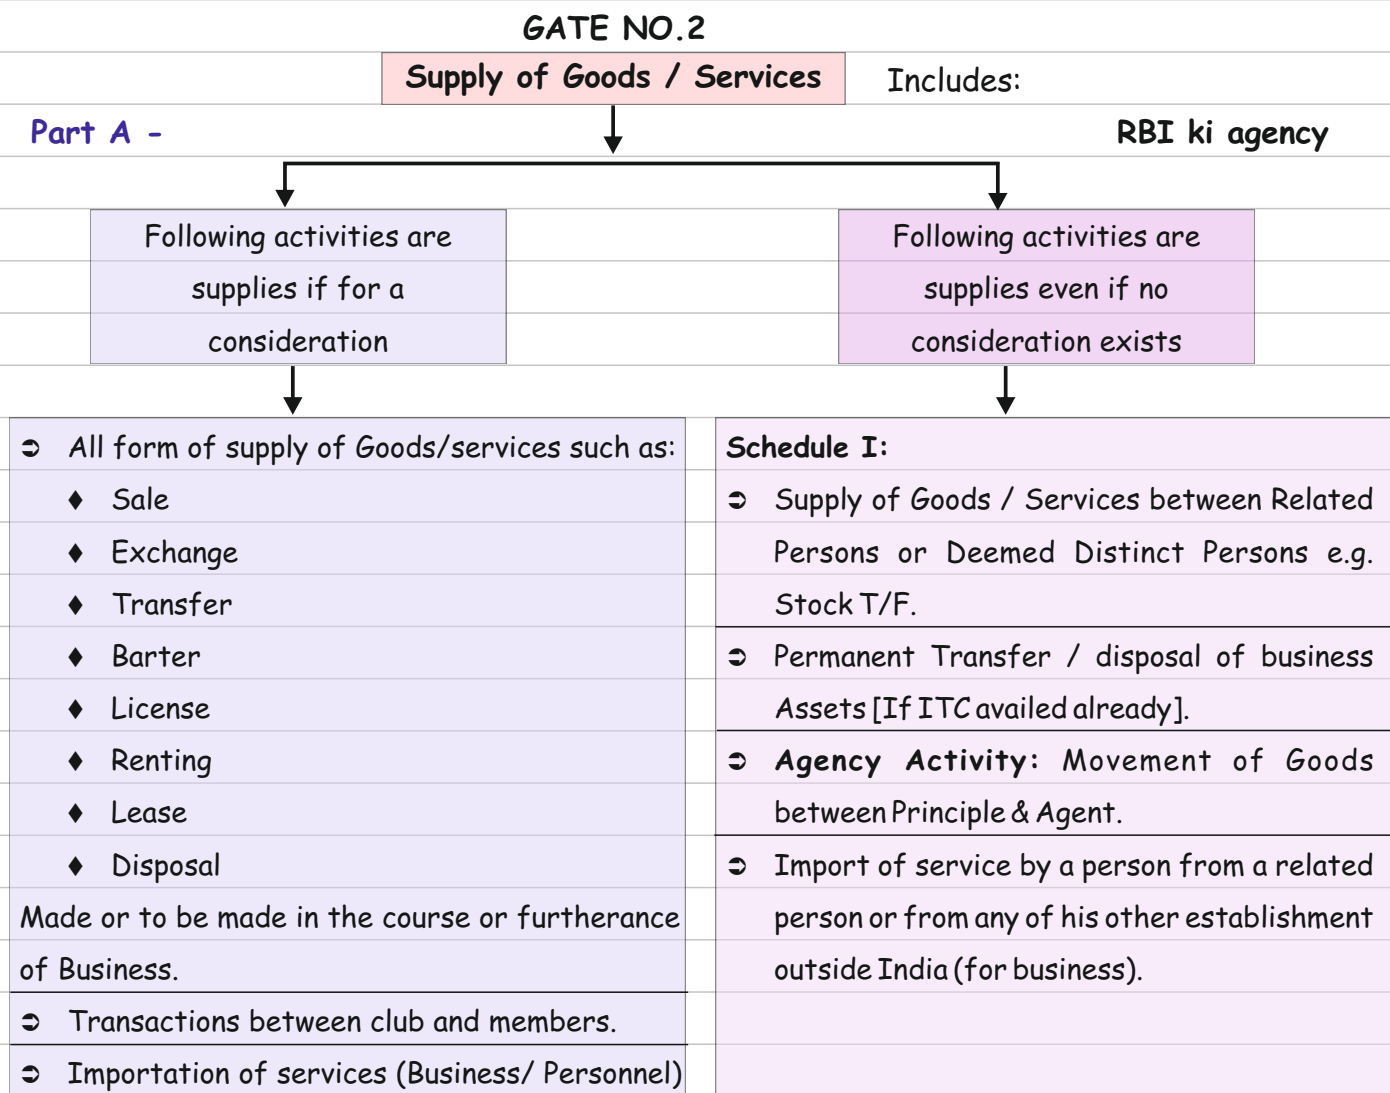 GATE NO.2
Supply of Goods / Services Includes:
Part A - RBI ki agency
Following activities are
supplies if for a
consideration
Following activities are
supplies even if no
consideration exists
➲ All form of supply of Goods/services such as:
♦ Sale
♦ Exchange
♦ Transfer
♦ Barter
♦ License
♦ Renting
♦ Lease
♦ Disposal
Made or to be made in the course or furtherance
of Business.
➲ Transactions between club and members.
➲ Importation of services (Business/ Personnel)
Schedule I:
➲ Supply of Goods / Services between Related
Persons or Deemed Distinct Persons e.g.
Stock T/F.
➲ Permanent Transfer / disposal of business
Assets [If ITC availed already].
➲ Agency Activity: Movement of Goods
between Principle & Agent.
➲ Import of service by a person from a related
person or from any of his other establishment
outside India (for business).